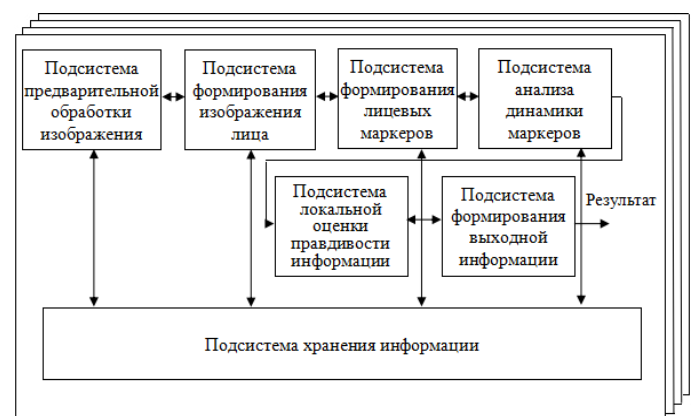 Подсистема
предварительной
обработки
изображения
Подсистема
формирования
изображения
лица
Подсистема
формирования
лицевых
маркеров
Подсистема
анализа
динамики
маркеров
Подсистема
локальной
оценки
правдивости
информации
Подсистема
формирования
выходной
информации
Результат
Подсистема хранения информации